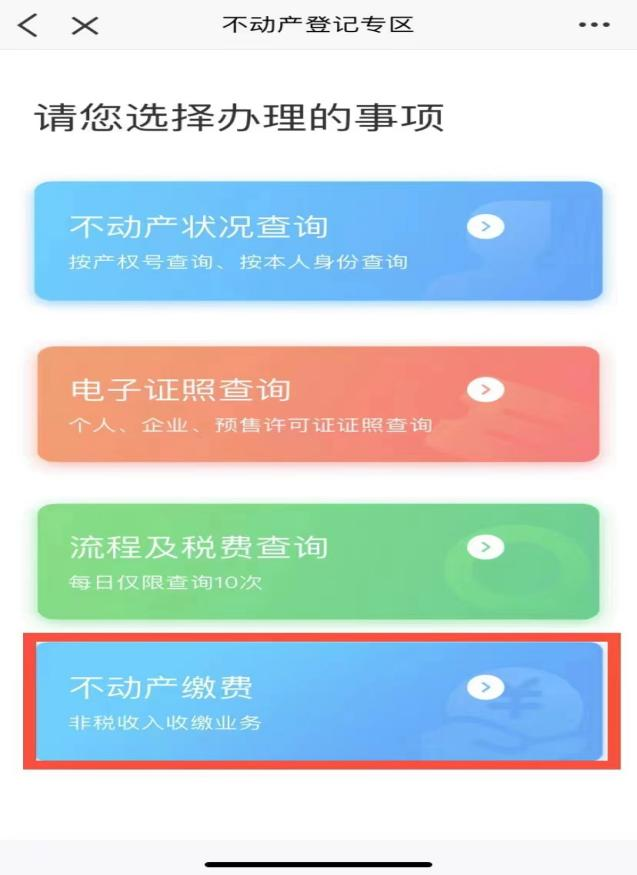 不动产登记专区
请您选择办理的事项
不动产状况查询
按产权号查询、按本人身份查询
电子证照查询
个人、企业、预售许可证证照查询
流程及税费查询
每日仅限查询10次
不动产缴费
非税收入收缴业务